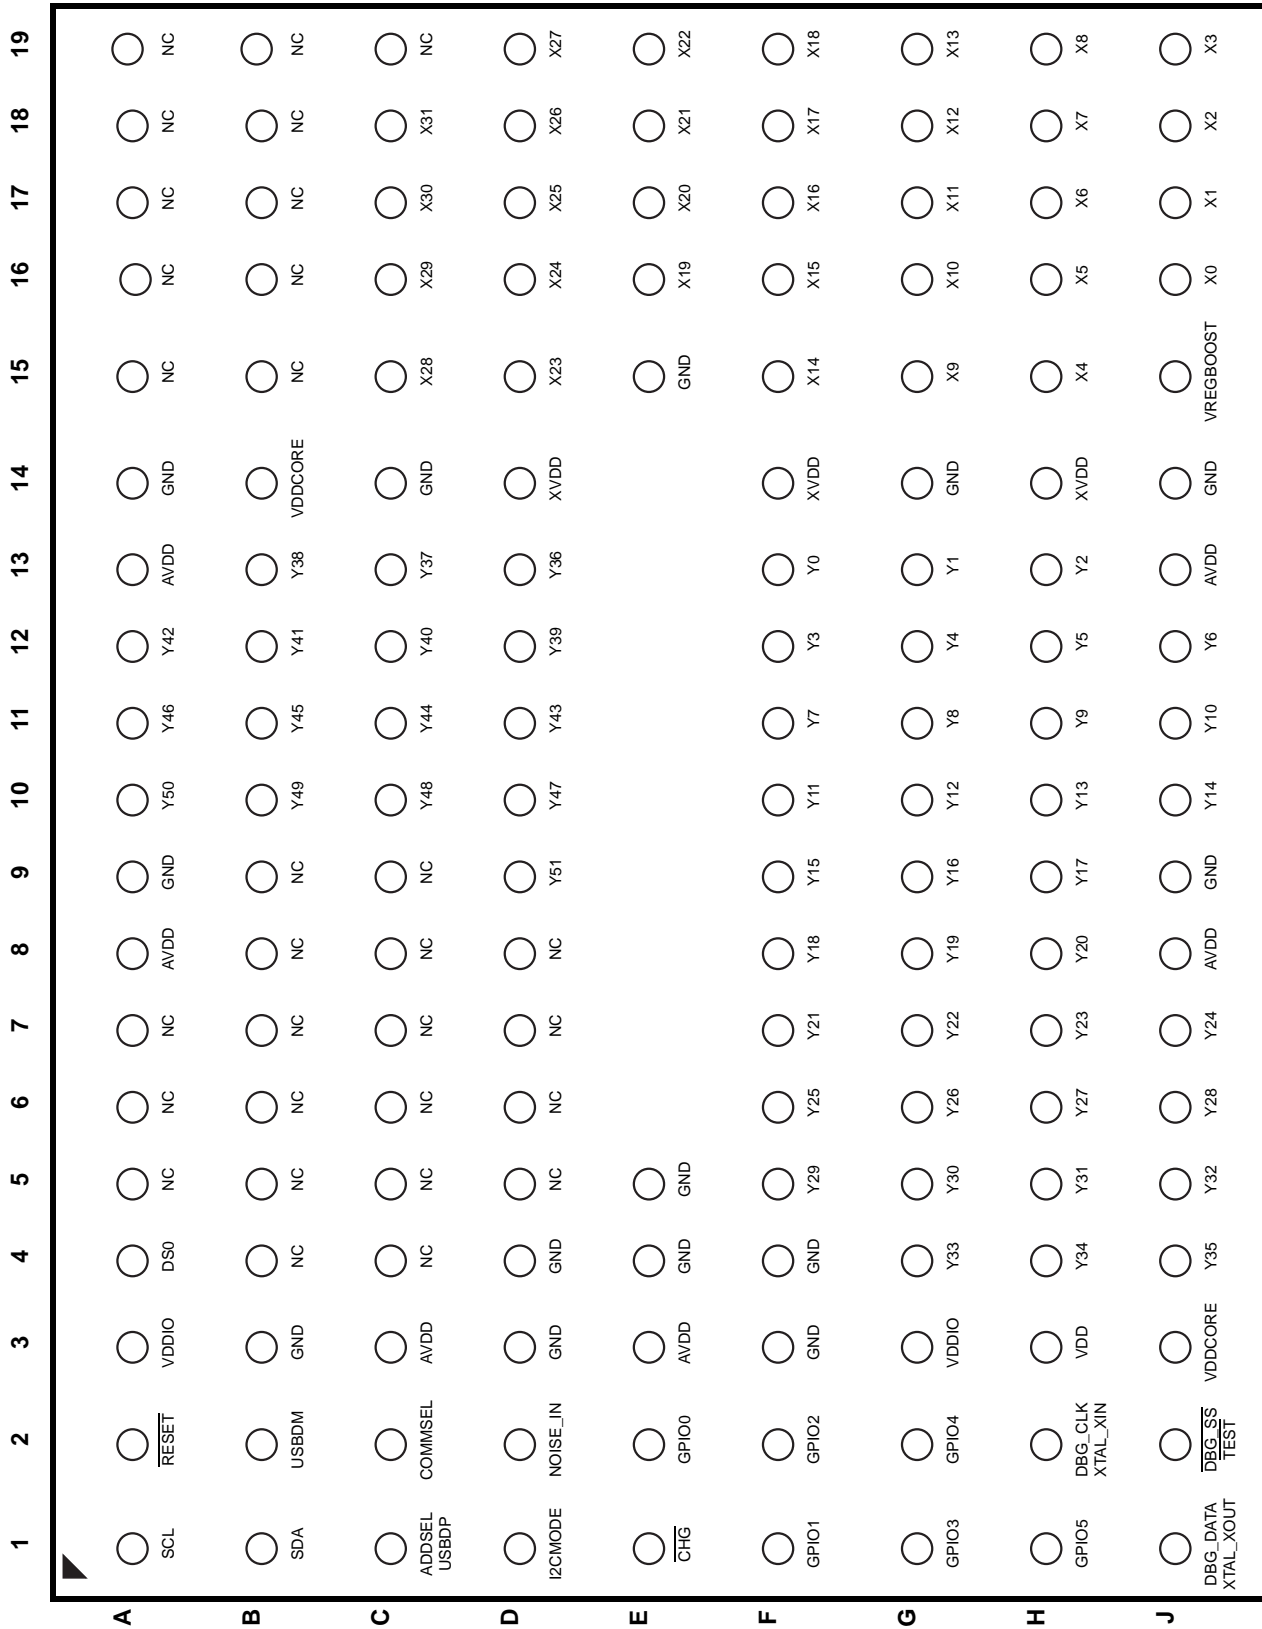 1 2 3 4 5 6 7 8 9 10 11 12 13 14 15 16 17 18 19
A SCL RESET VDDIO DS0 NC NC NC AVDD GND Y50 Y46 Y42 AVDD GND NC NC NC NC NC
B SDA USBDM GND NC NC NC NC NC NC Y49 Y45 Y41 Y38 VDDCORE NC NC NC NC NC
C ADDSEL COMMSEL AVDD NC NC NC NC NC NC Y48 Y44 Y40 Y37 GND X28 X29 X30 X31 NC
USBDP
D I2CMODE NOISE_IN GND GND NC NC NC NC Y51 Y47 Y43 Y39 Y36 XVDD X23 X24 X25 X26 X27
E CHG GPIO0 AVDD GND GND GND X19 X20 X21 X22
F GPIO1 GPIO2 GND GND Y29 Y25 Y21 Y18 Y15 Y11 Y7 Y3 Y0 XVDD X14 X15 X16 X17 X18
G GPIO3 GPIO4 VDDIO Y33 Y30 Y26 Y22 Y19 Y16 Y12 Y8 Y4 Y1 GND X9 X10 X11 X12 X13
H GPIO5 DBG_CLK VDD Y34 Y31 Y27 Y23 Y20 Y17 Y13 Y9 Y5 Y2 XVDD X4 X5 X6 X7 X8
XTAL_XIN
J DBG_DATA DBG_SS VDDCORE Y35 Y32 Y28 Y24 AVDD GND Y14 Y10 Y6 AVDD GND VREGBOOST X0 X1 X2 X3
XTAL_XOUT TEST